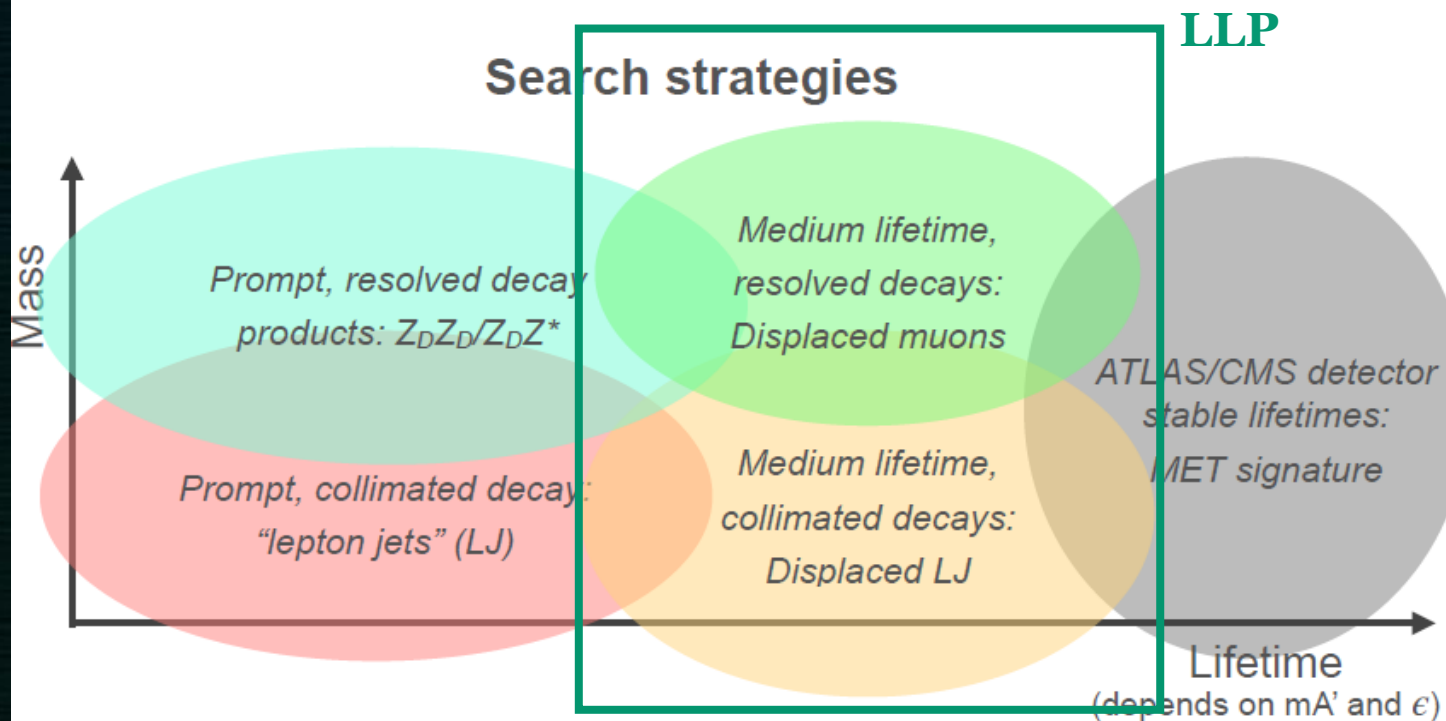 LLP
Search strategies
Mass
Prompt, resolved decay
products: ZDZD/ZDZ*
Medium lifetime,
resolved decays:
Displaced muons
ATLAS/CMS detector
stable lifetimes:
MET signature
Prompt, collimated decay:
“lepton jets” (LJ)
Medium lifetime,
collimated decays:
Displaced LJ
Lifetime
(depends on mA' and ϵ)